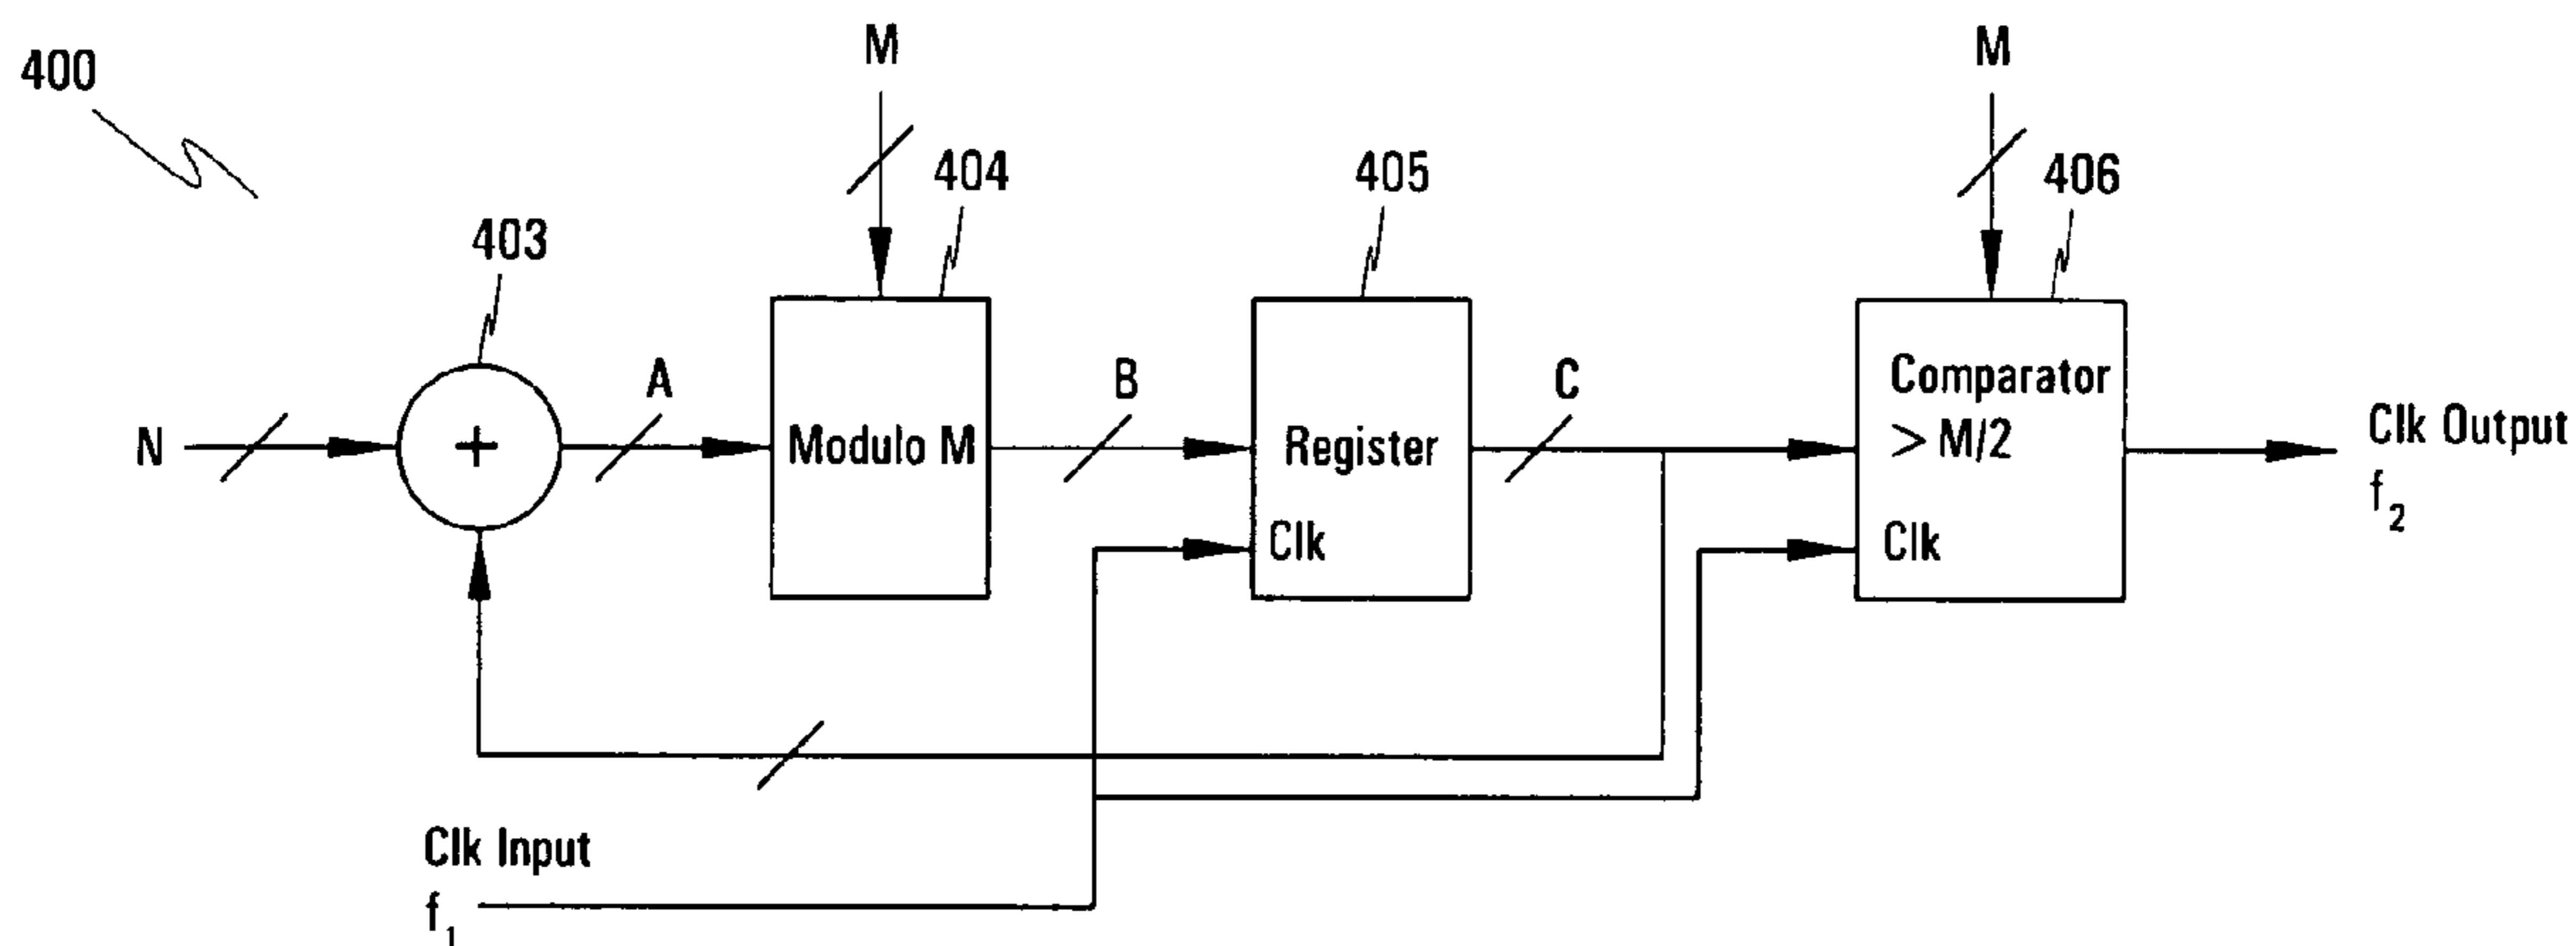 400
M
M
404
405
406
403
A
B
C
Comparator
> M/2
N
+
Modulo M
Register
Clk Output
f2
Clk
Clk
Clk Input
f1